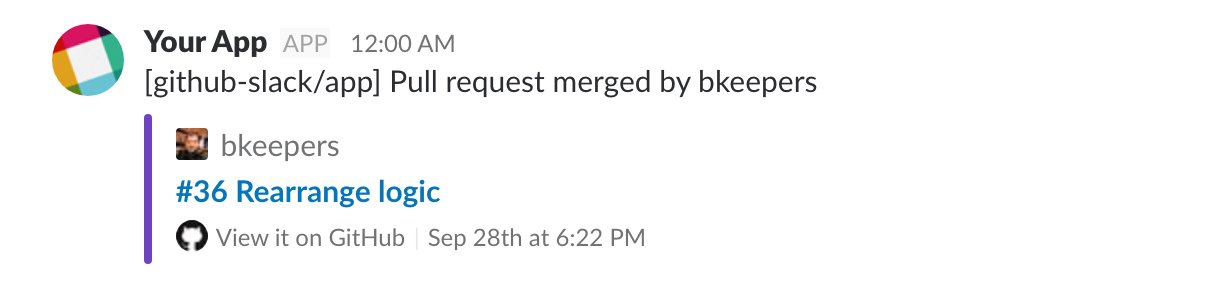 Your App APP 12:00 AM
[github-slack/app] Pull request merged by bkeepers
bkeepers
#36 Rearrange logic
View it on GitHub | Sep 28th at 6:22 PM